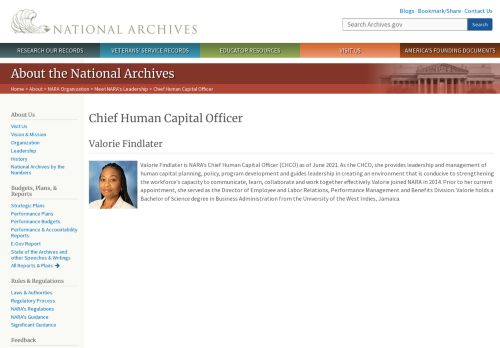 NATIONAL ARCHIVES
Blogs · Bookmark/Share · Contact Us
Search Archives.gov
Search
RESEARCH OUR RECORDS
VETERANS' SERVICE RECORDS
EDUCATOR RESOURCES
VISIT US
AMERICA'S FOUNDING DOCUMENTS
About the National Archives
Home > About > NARA Organization > Meet NARA's Leadership > Chief Human Capital Officer
About Us
Visit Us
Vision & Mission
Organization
Leadership
History
National Archives by the
Numbers
Budgets, Plans, &
Reports
Strategic Plans
Performance Plans
Performance Budgets
Performance & Accountability
Reports
E-Gov Report
State of the Archives and
other Speeches & Writings
All Reports & Plans →
Rules & Regulations
Laws & Authorities
Regulatory Process
NARA's Regulations
NARA's Guidance
Significant Guidance
Feedback
Chief Human Capital Officer
Valorie Findlater
Valorie Findlater is NARA's Chief Human Capital Officer (CHCO) as of June 2021. As the CHCO, she provides leadership and management of
human capital planning, policy, program development and guides leadership in creating an environment that is conducive to strengthening
the workforce's capacity to communicate, learn, collaborate and work together effectively. Valorie joined NARA in 2014. Prior to her current
appointment, she served as the Director of Employee and Labor Relations, Performance Management and Benefits Division. Valorie holds a
Bachelor of Science degree in Business Administration from the University of the West Indies, Jamaica.